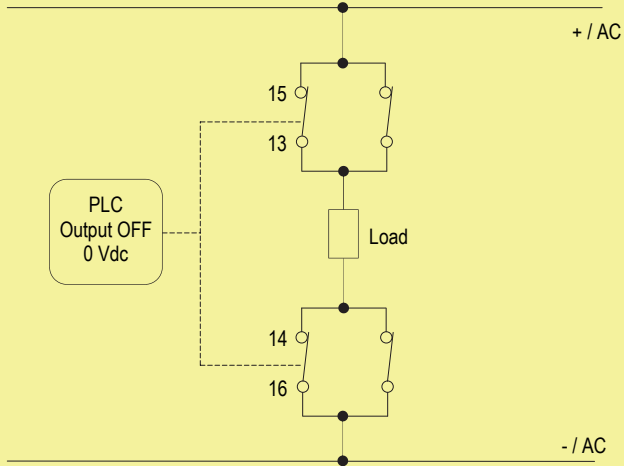 + / AC
15
13
PLC
Output OFF
0 Vdc
Load
14
16
- / AC